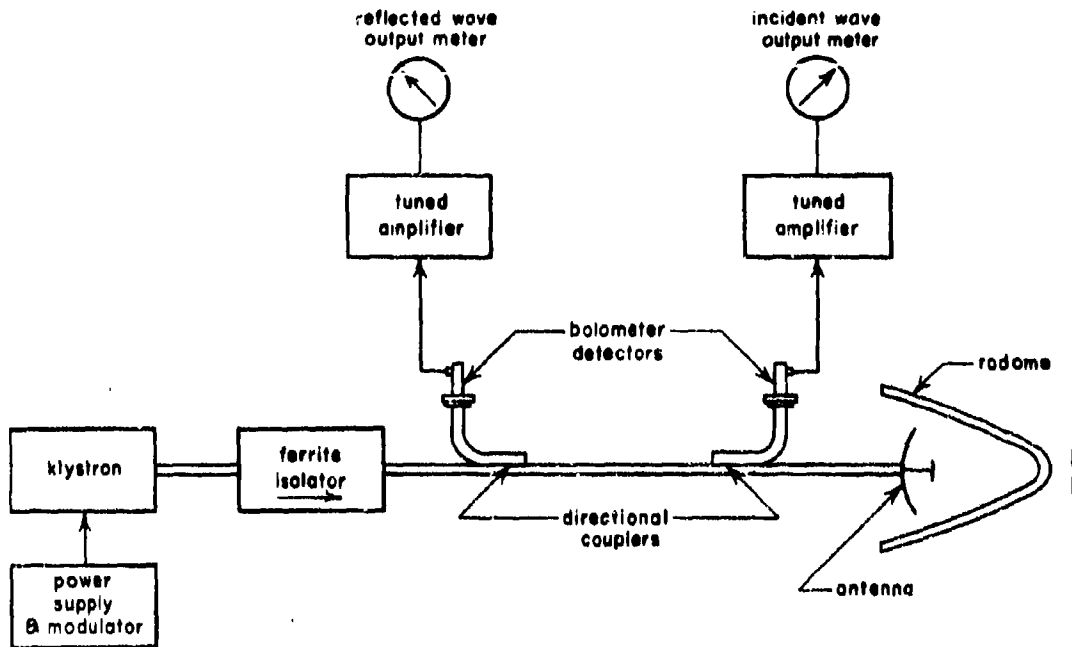 reflected wave
output meter
incident wave
output meter
tuned
amplifier
tuned
amplifier
bolometer
detectors
radome
klystron
ferrite
isolator
directional
couplers
power
supply
& modulator
antenna